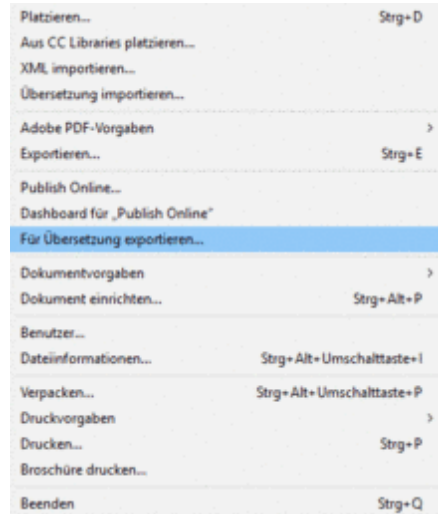 Platzieren... Strg+D
Aus CC Libraries platzieren...
XML importieren...
Übersetzung importieren...
Adobe PDF-Vorgaben >
Exportieren... Strg+E
Publish Online...
Dashboard für „Publish Online“
Für Übersetzung exportieren...
Dokumentvorgaben >
Dokument einrichten... Strg+Alt+P
Benutzer...
Dateiinformationen... Strg+Alt+Umschalttaste+I
Verpacken... Strg+Alt+Umschalttaste+P
Druckvorgaben >
Drucken... Strg+P
Broschüre drucken...
Beenden Strg+Q